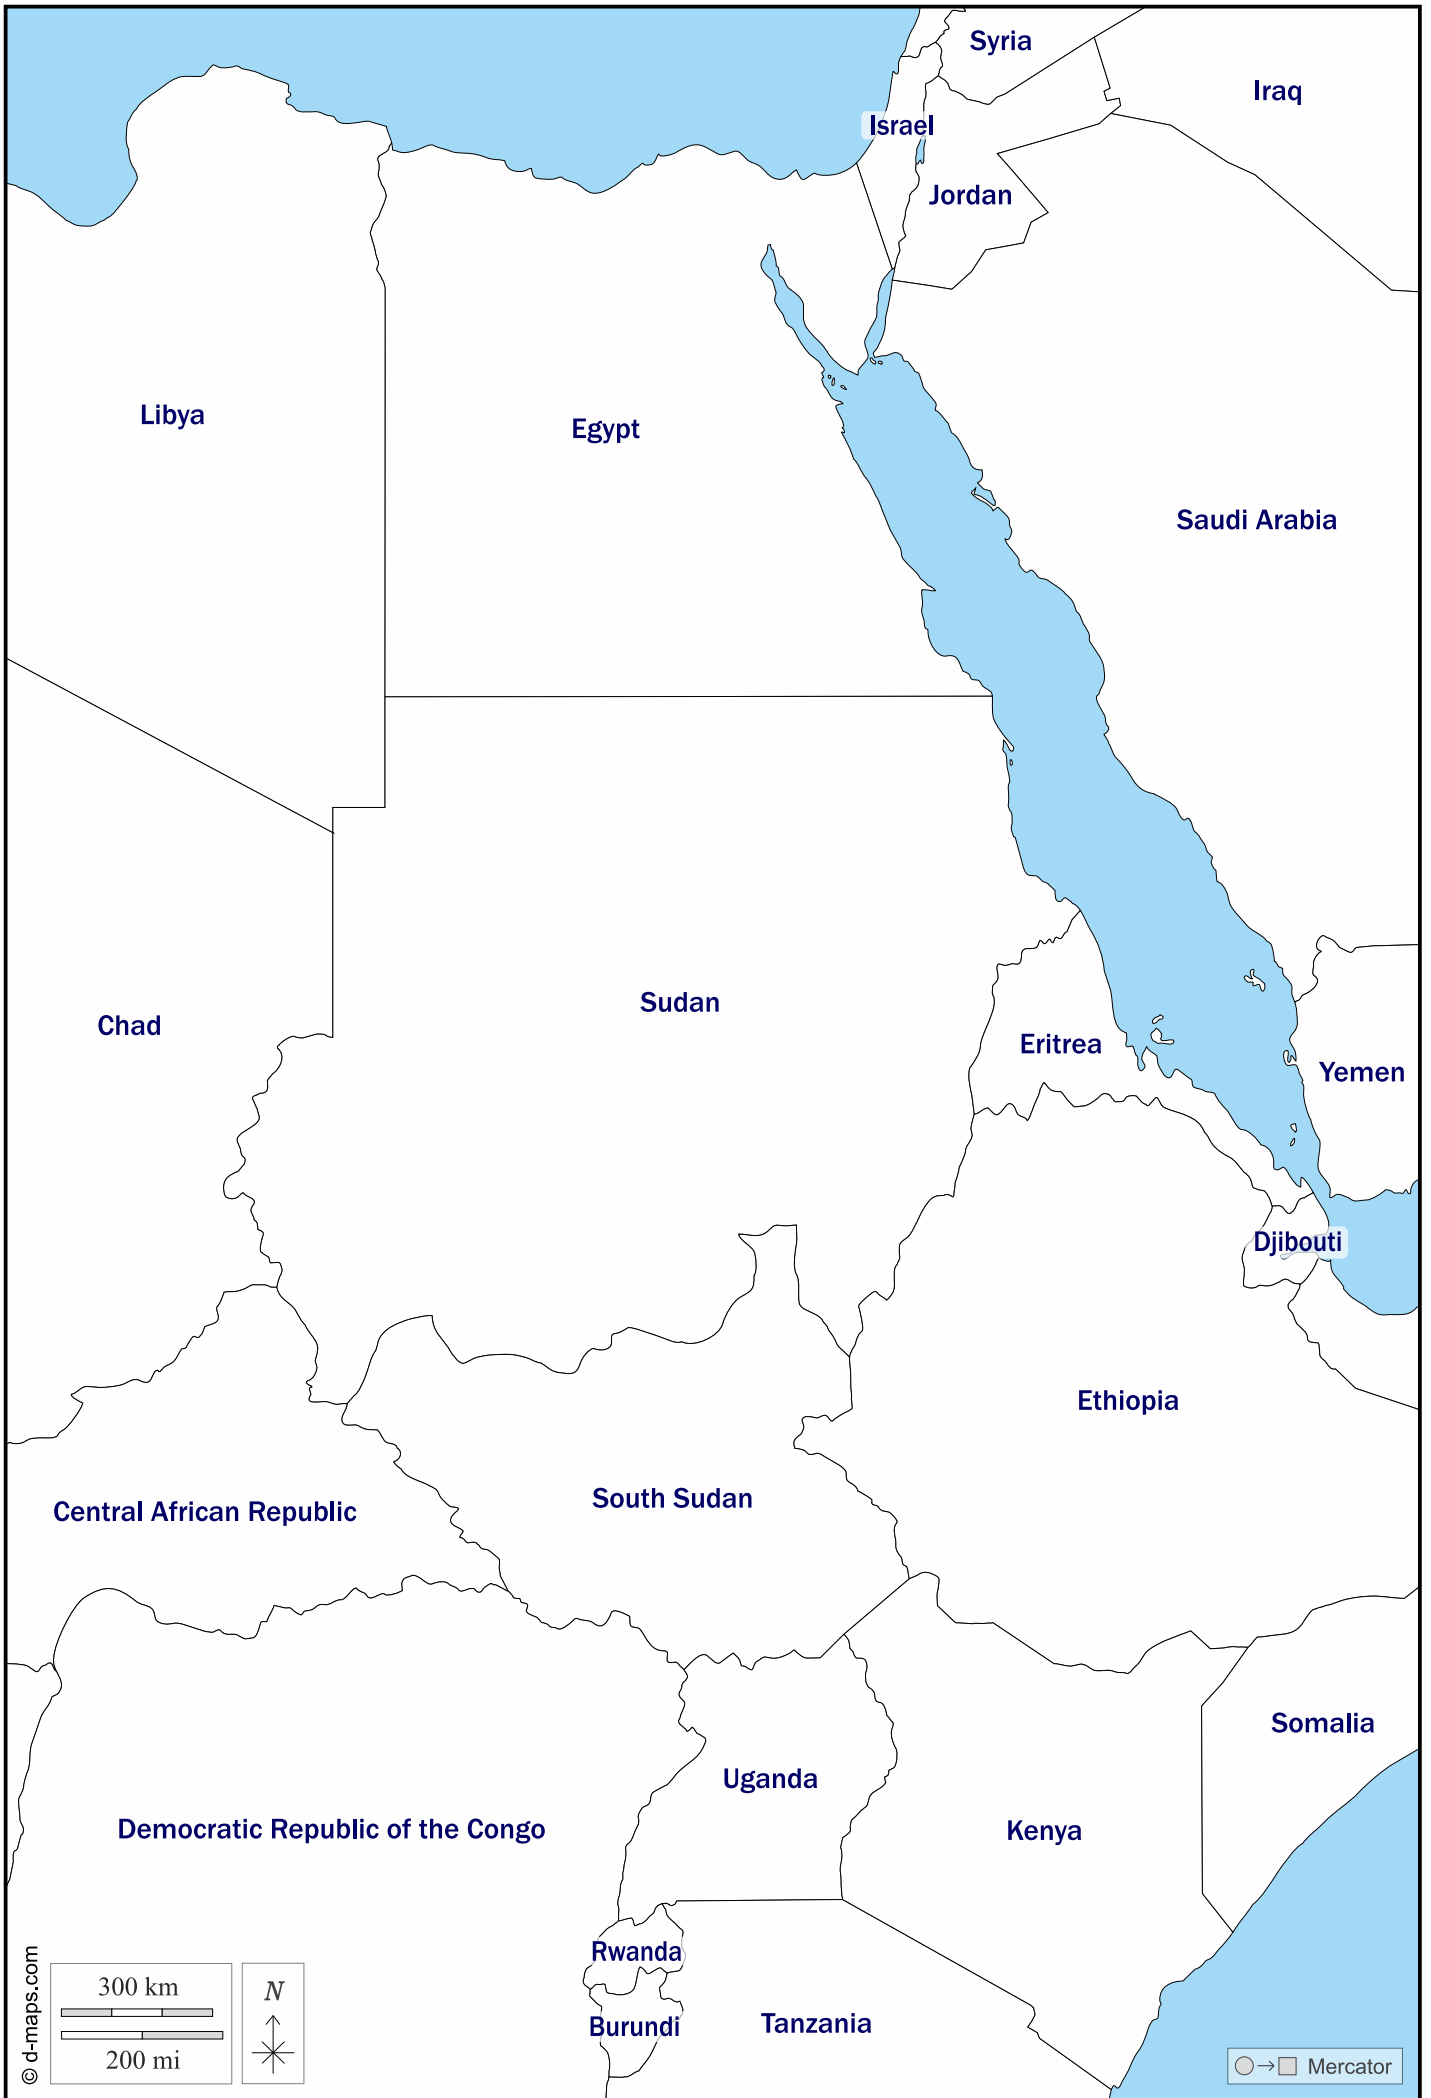 Syria
Iraq
Israel
Jordan
Libya
Egypt
Saudi Arabia
Sudan
Chad
Eritrea
Yemen
Djibouti
Ethiopia
South Sudan
Central African Republic
Somalia
Uganda
Democratic Republic of the Congo
Kenya
Rwanda
Burundi
Tanzania
© d-maps.com
300 km
200 mi
N
Mercator